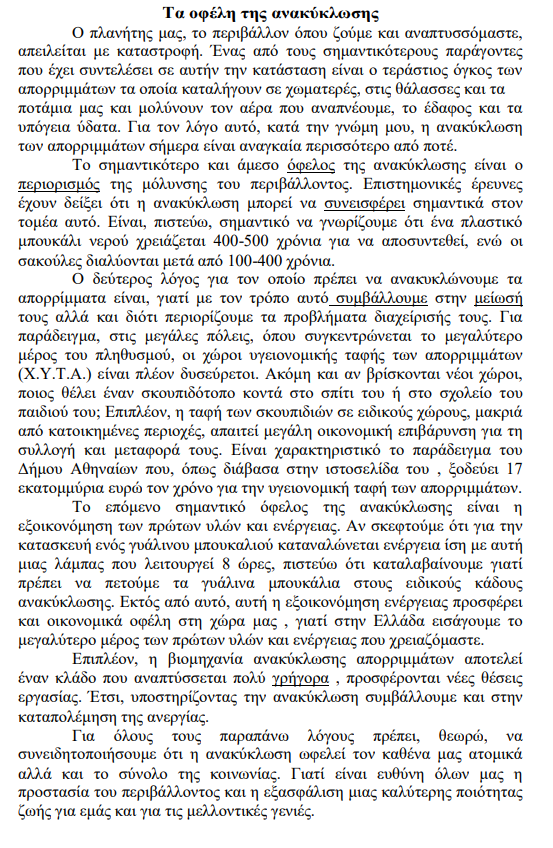 Τα οφέλη της ανακύκλωσης
Ο πλανήτης μας, το περιβάλλον όπου ζούμε και αναπτυσσόμαστε,
απειλείται με καταστροφή. Ένας από τους σημαντικότερους παράγοντες
που έχει συντελέσει σε αυτήν την κατάσταση είναι ο τεράστιος όγκος των
απορριμμάτων τα οποία καταλήγουν σε χωματερές, στις θάλασσες και τα
ποτάμια μας και μολύνουν τον αέρα που αναπνέουμε, το έδαφος και τα
υπόγεια ύδατα. Για τον λόγο αυτό, κατά την γνώμη μου, η ανακύκλωση
των απορριμμάτων σήμερα είναι αναγκαία περισσότερο από ποτέ.
Το σημαντικότερο και άμεσο όφελος της ανακύκλωσης είναι ο
περιορισμός της μόλυνσης του περιβάλλοντος. Επιστημονικές έρευνες
έχουν δείξει ότι η ανακύκλωση μπορεί να συνεισφέρει σημαντικά στον
τομέα αυτό. Είναι, πιστεύω, σημαντικό να γνωρίζουμε ότι ένα πλαστικό
μπουκάλι νερού χρειάζεται 400-500 χρόνια για να αποσυντεθεί, ενώ οι
σακούλες διαλύονται μετά από 100-400 χρόνια.
Ο δεύτερος λόγος για τον οποίο πρέπει να ανακυκλώνουμε τα
απορρίμματα είναι, γιατί με τον τρόπο αυτό συμβάλλουμε στην μείωσή
τους αλλά και διότι περιορίζουμε τα προβλήματα διαχείρισής τους. Για
παράδειγμα, στις μεγάλες πόλεις, όπου συγκεντρώνεται το μεγαλύτερο
μέρος του πληθυσμού, οι χώροι υγειονομικής ταφής των απορριμμάτων
(Χ.Υ.Τ.Α.) είναι πλέον δυσεύρετοι. Ακόμη και αν βρίσκονται νέοι χώροι,
ποιος θέλει έναν σκουπιδότοπο κοντά στο σπίτι του ή στο σχολείο του
παιδιού του; Επιπλέον, η ταφή των σκουπιδιών σε ειδικούς χώρους, μακριά
από κατοικημένες περιοχές, απαιτεί μεγάλη οικονομική επιβάρυνση για τη
συλλογή και μεταφορά τους. Είναι χαρακτηριστικό το παράδειγμα του
Δήμου Αθηναίων που, όπως διάβασα στην ιστοσελίδα του , ξοδεύει 17
εκατομμύρια ευρώ τον χρόνο για την υγειονομική ταφή των απορριμμάτων.
Το επόμενο σημαντικό όφελος της ανακύκλωσης είναι η
εξοικονόμηση των πρώτων υλών και ενέργειας. Αν σκεφτούμε ότι για την
κατασκευή ενός γυάλινου μπουκαλιού καταναλώνεται ενέργεια ίση με αυτή
μιας λάμπας που λειτουργεί 8 ώρες, πιστεύω ότι καταλαβαίνουμε γιατί
πρέπει να πετούμε τα γυάλινα μπουκάλια στους ειδικούς κάδους
ανακύκλωσης. Εκτός από αυτό, αυτή η εξοικονόμηση ενέργειας προσφέρει
και οικονομικά οφέλη στη χώρα μας , γιατί στην Ελλάδα εισάγουμε το
μεγαλύτερο μέρος των πρώτων υλών και ενέργειας που χρειαζόμαστε.
Επιπλέον, η βιομηχανία ανακύκλωσης απορριμμάτων αποτελεί
έναν κλάδο που αναπτύσσεται πολύ γρήγορα , προσφέρονται νέες θέσεις
εργασίας. Έτσι, υποστηρίζοντας την ανακύκλωση συμβάλλουμε και στην
καταπολέμηση της ανεργίας.
Για όλους τους παραπάνω λόγους πρέπει, θεωρώ, να
συνειδητοποιήσουμε ότι η ανακύκλωση ωφελεί τον καθένα μας ατομικά
αλλά και το σύνολο της κοινωνίας. Γιατί είναι ευθύνη όλων μας η
προστασία του περιβάλλοντος και η εξασφάλιση μιας καλύτερης ποιότητας
ζωής για εμάς και για τις μελλοντικές γενιές.